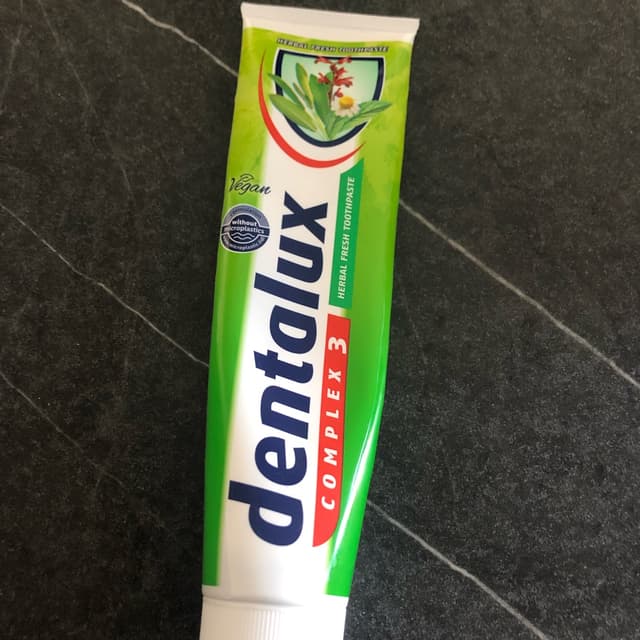 HERBAL FRESH TOOTHPASTE
Vegan
without
microplastics
dentalux
COMPLEX 3
HERBAL FRESH TOOTHPASTE